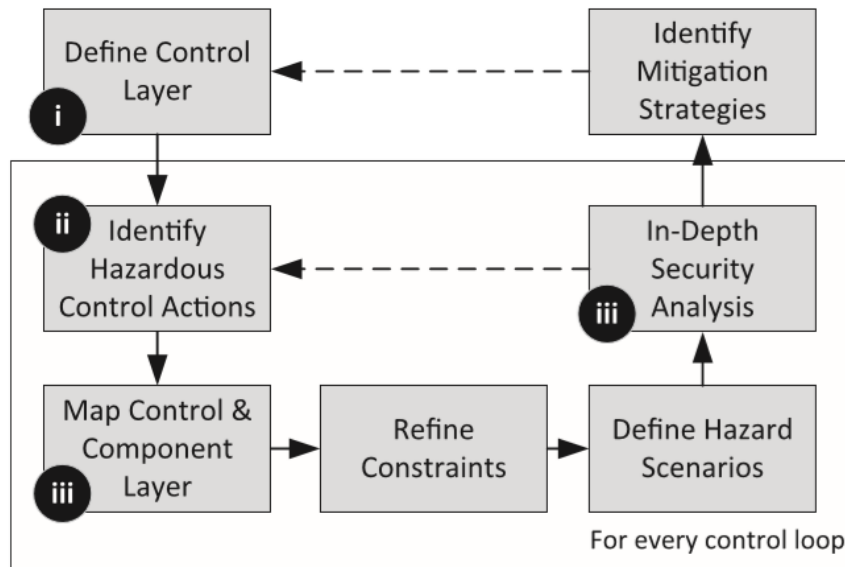 Define Control
Layer
i
Identify
Mitigation
Strategies
ii
Identify
Hazardous
Control Actions
In-Depth
Security
Analysis
iii
Map Control &
Component
Layer
iii
Refine
Constraints
Define Hazard
Scenarios
For every control loop